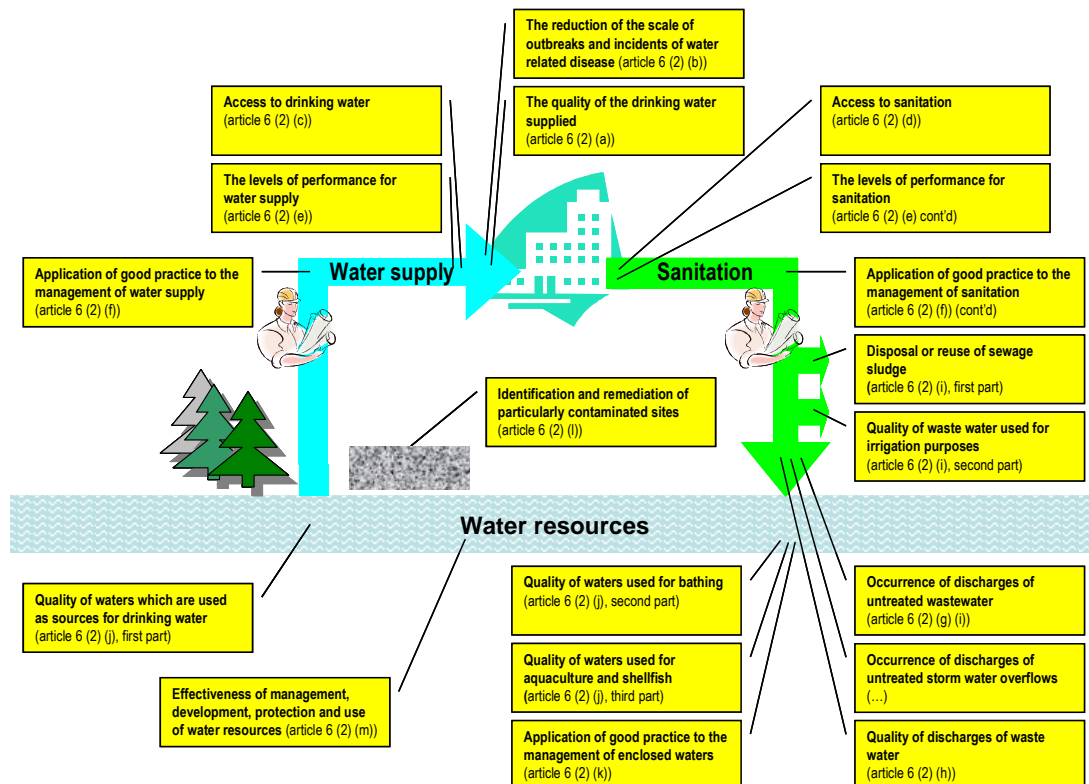 The reduction of the scale of
outbreaks and incidents of water
related disease (article 6 (2) (b))
Access to drinking water
(article 6 (2) (c))
The quality of the drinking water
supplied
(article 6 (2) (a))
Access to sanitation
(article 6 (2) (d))
The levels of performance for
water supply
(article 6 (2) (e))
The levels of performance for
sanitation
(article 6 (2) (e) cont'd)
Application of good practice to the
management of water supply
(article 6 (2) (f))
Water supply
Sanitation
Application of good practice to the
management of sanitation
(article 6 (2) (f)) (cont'd)
Disposal or reuse of sewage
sludge
(article 6 (2) (i), first part)
Identification and remediation of
particularly contaminated sites
(article 6 (2) (l))
Quality of waste water used for
irrigation purposes
(article 6 (2) (i), second part)
Water resources
Quality of waters which are used
as sources for drinking water
(article 6 (2) (j), first part)
Quality of waters used for bathing
(article 6 (2) (j), second part)
Occurrence of discharges of
untreated wastewater
(article 6 (2) (g) (i))
Quality of waters used for
aquaculture and shellfish
(article 6 (2) (j), third part)
Occurrence of discharges of
untreated storm water overflows
(…)
Effectiveness of management,
development, protection and use
of water resources (article 6 (2) (m))
Application of good practice to the
management of enclosed waters
(article 6 (2) (k))
Quality of discharges of waste
water
(article 6 (2) (h))